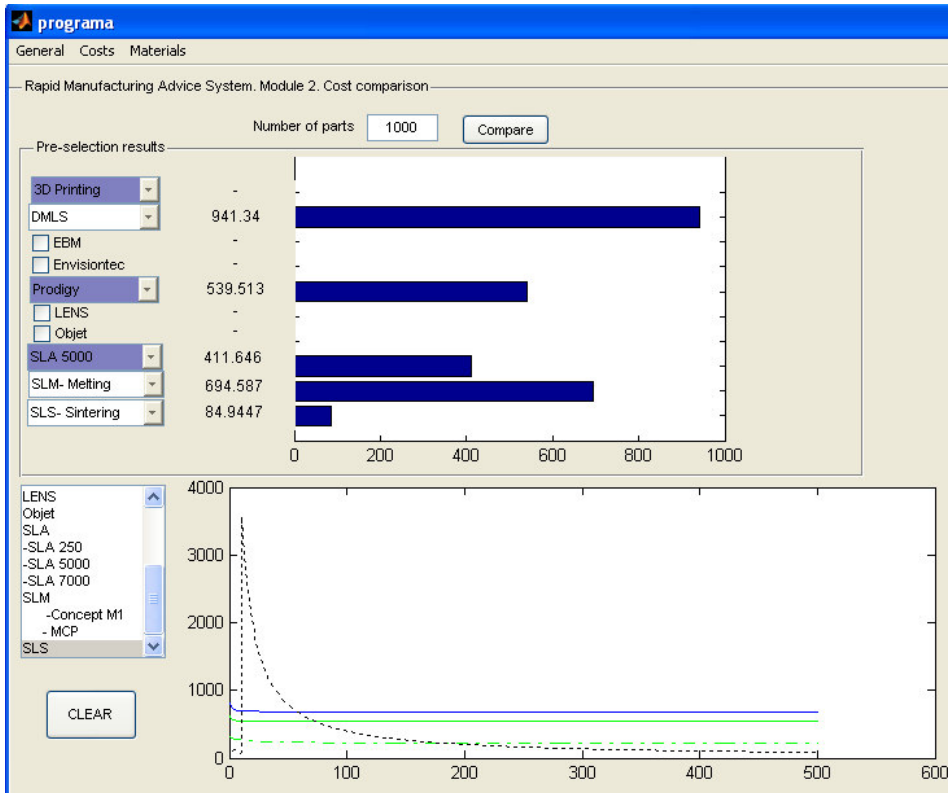 programa
General Costs Materials
Rapid Manufacturing Advice System. Module 2. Cost comparison
Number of parts 1000 Compare
Pre-selection results
3D Printing -
DMLS 941.34
EBM -
Envisiontec -
Prodigy 539.513
LENS -
Objet -
SLA 5000 411.646
SLM- Melting 694.587
SLS- Sintering 84.9447
0 200 400 600 800 1000
LENS
Objet
SLA
-SLA 250
-SLA 5000
-SLA 7000
SLM
-Concept M1
- MCP
SLS
CLEAR
4000
3000
2000
1000
0
0 100 200 300 400 500 600